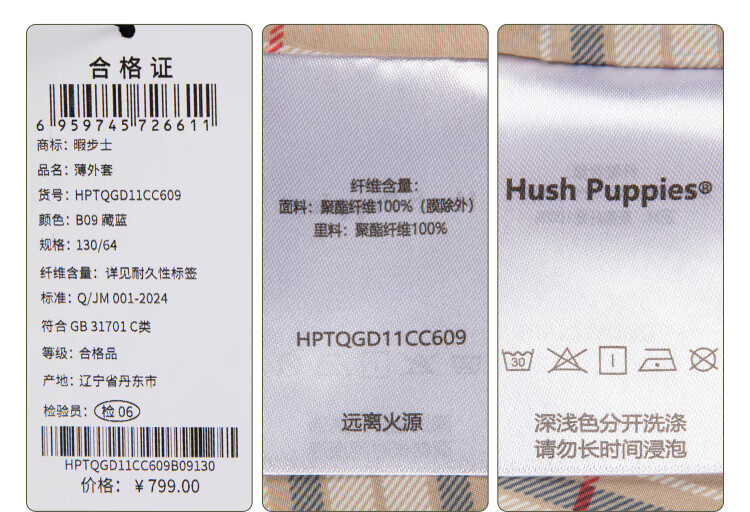 合格证
6 959745 726611
商标：暇步士
品名：薄外套
货号：HPTQGD11CC609
颜色：B09 藏蓝
规格：130/64
纤维含量：详见耐久性标签
标准：Q/JM 001-2024
符合 GB 31701 C类
等级：合格品
产地：辽宁省丹东市
检验员：检 06
HPTQGD11CC609B09130
价格：￥799.00
纤维含量：
面料：聚酯纤维100%（膜除外）
里料：聚酯纤维100%
HPTQGD11CC609
远离火源
Hush Puppies®
30
深浅色分开洗涤
请勿长时间浸泡